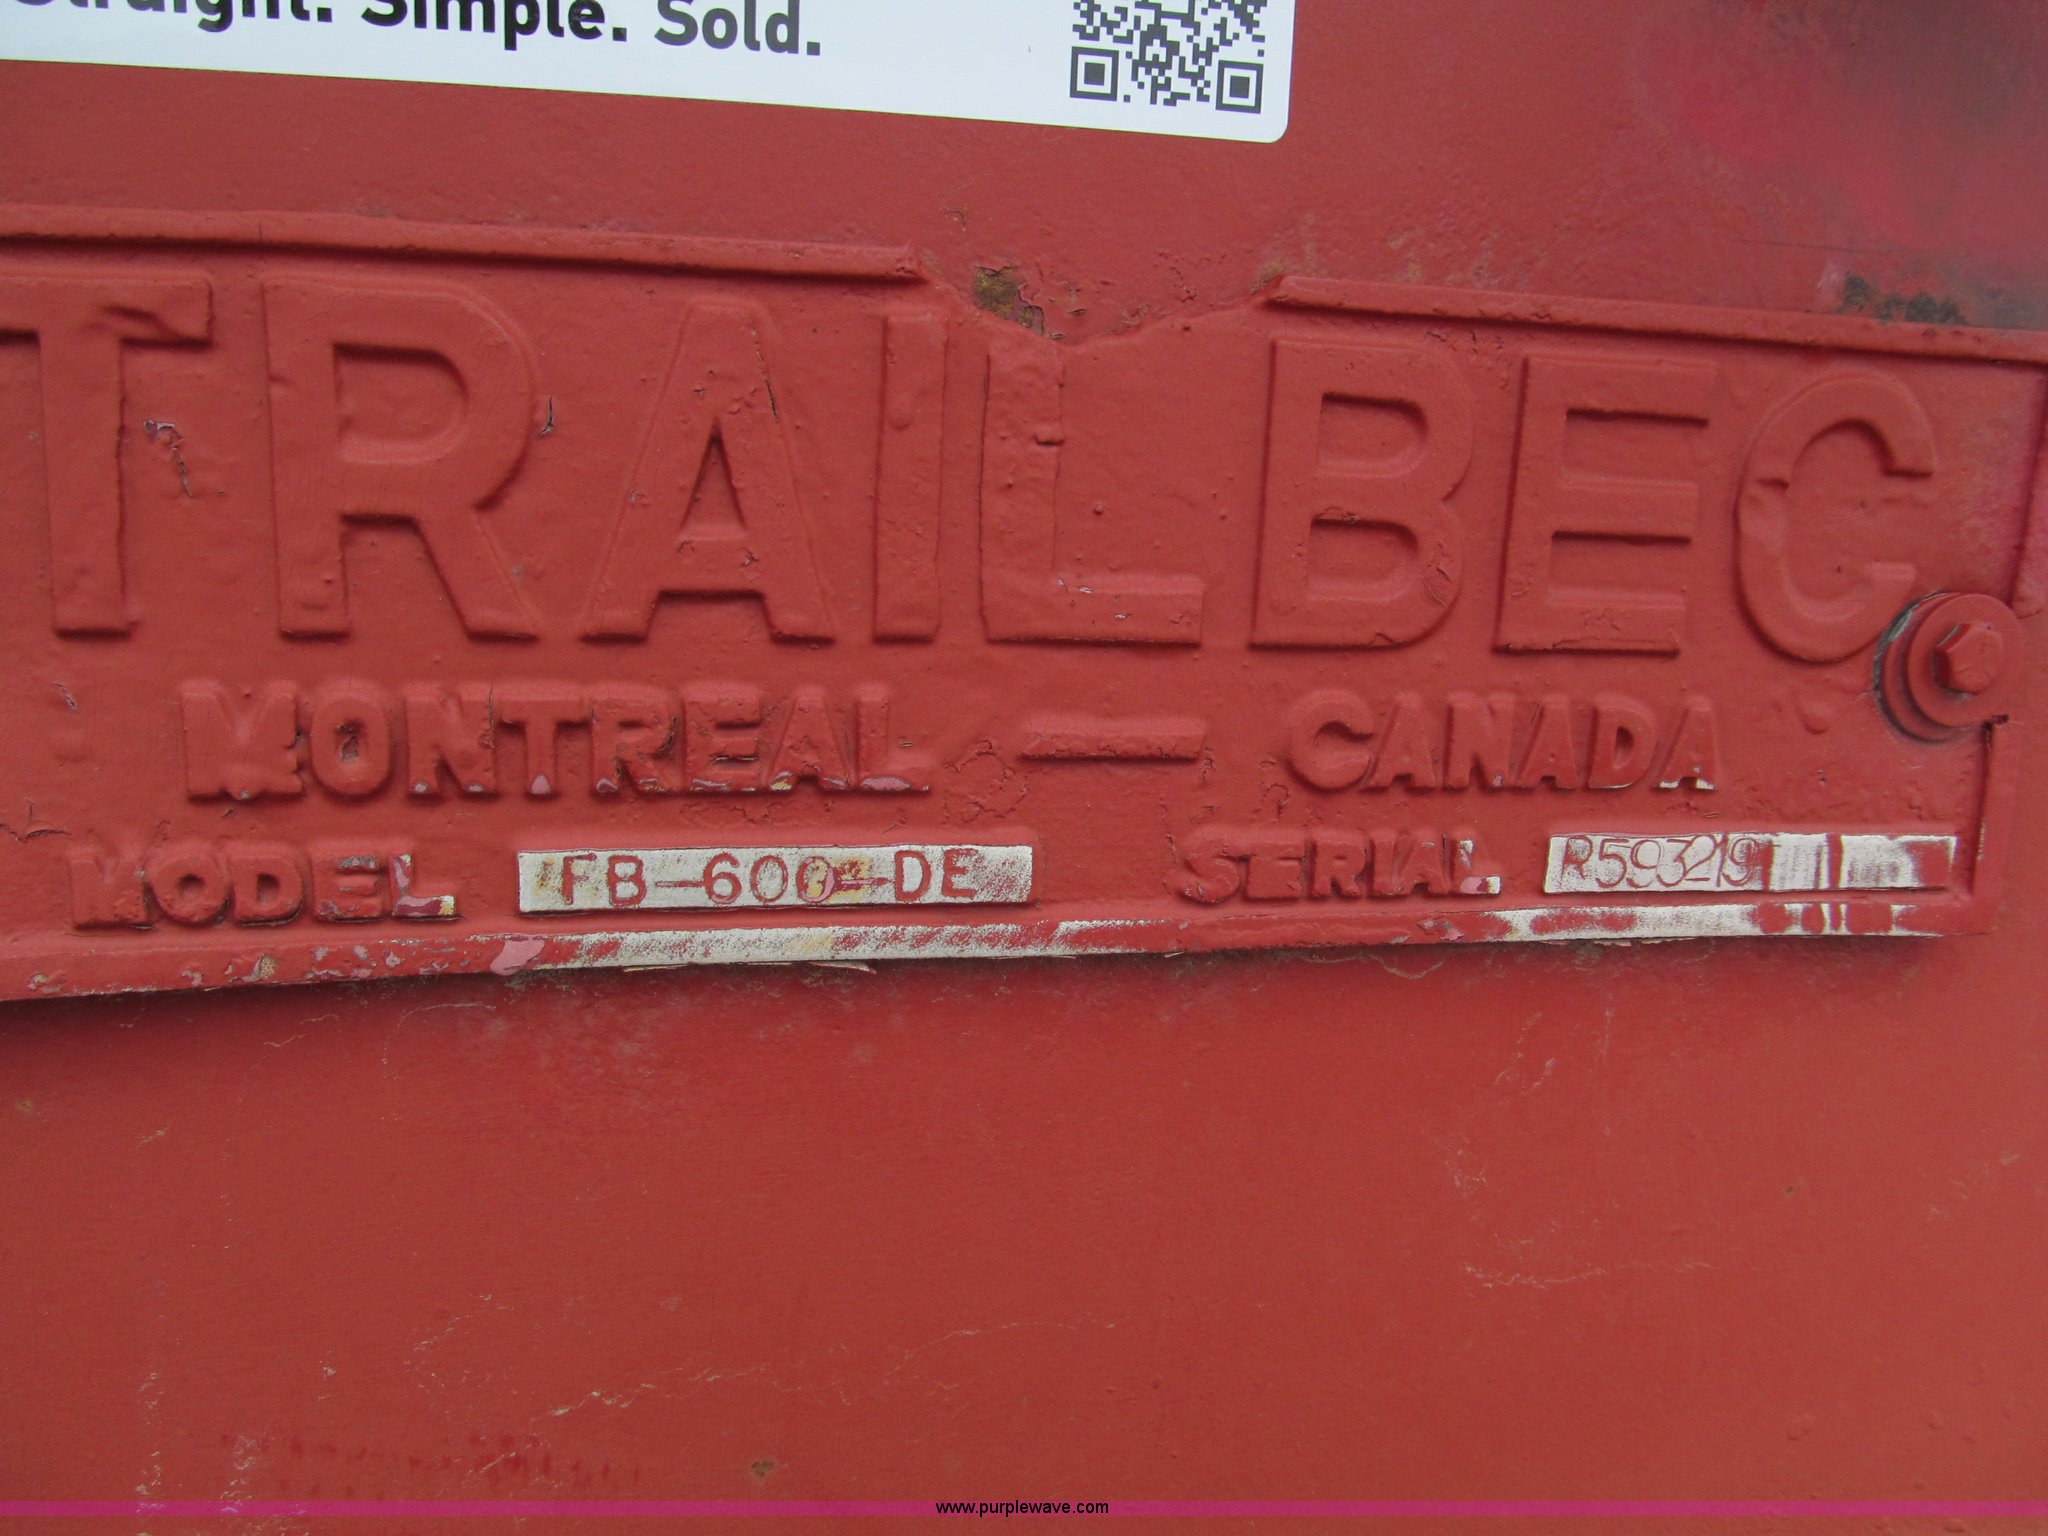 Straight. Simple. Sold.
TRAILBEC
MONTREAL — CANADA
MODEL FB-600-DE SERIAL R593219
www.purplewave.com